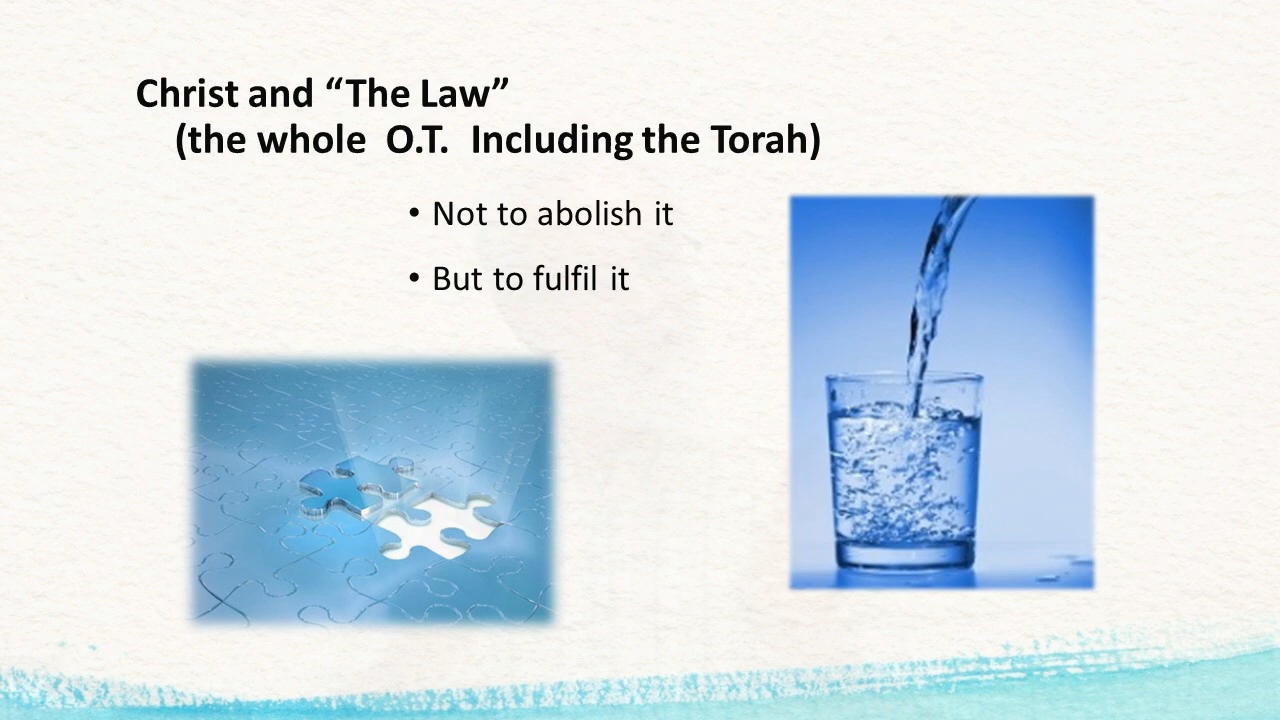 Christ and “The Law”
(the whole O.T. Including the Torah)
• Not to abolish it
• But to fulfil it